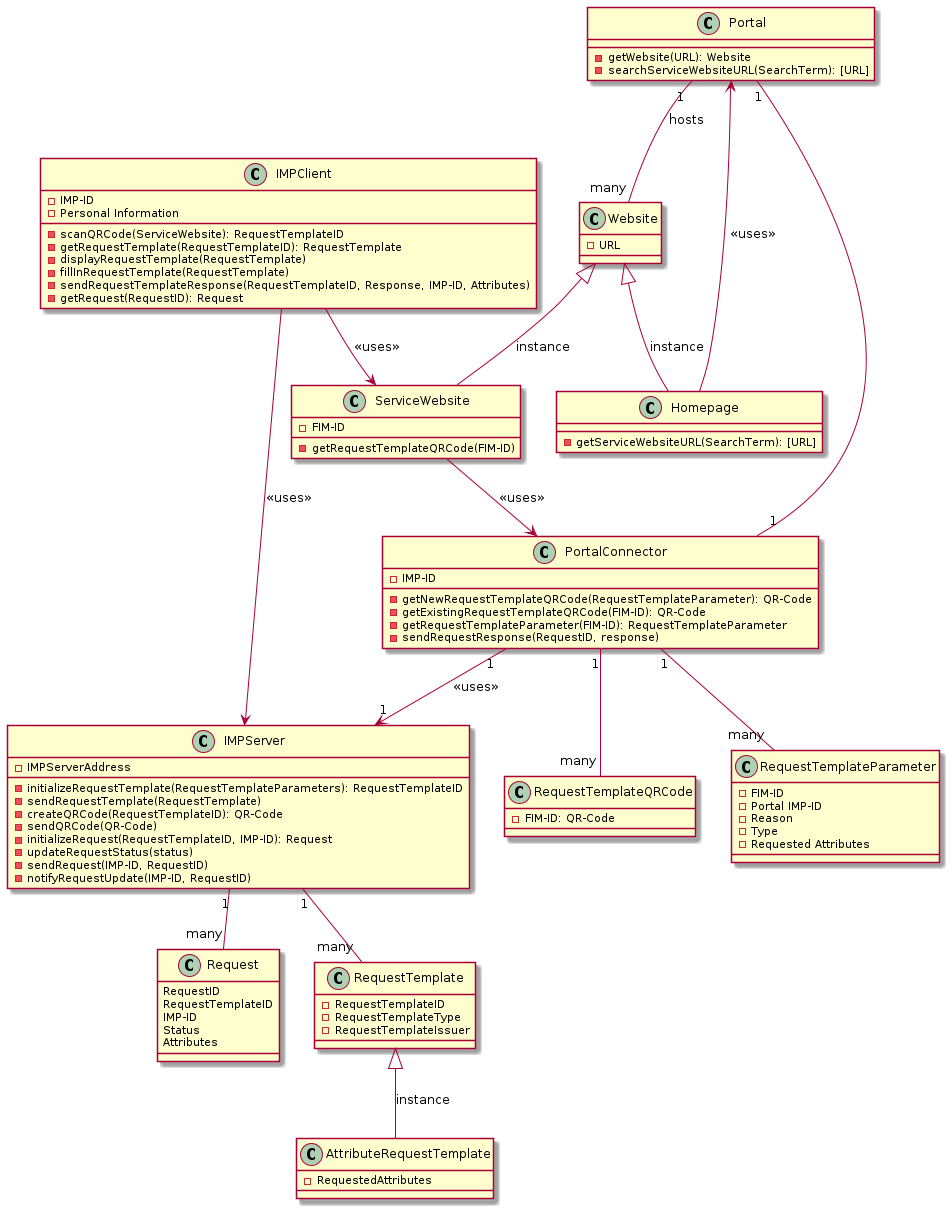 C Portal
getWebsite(URL): Website
searchServiceWebsiteURL(SearchTerm): [URL]
1
1
hosts
many
C IMPClient
IMP-ID
Personal Information
scanQRCode(ServiceWebsite): RequestTemplateID
getRequestTemplate(RequestTemplateID): RequestTemplate
displayRequestTemplate(RequestTemplate)
fillInRequestTemplate(RequestTemplate)
sendRequestTemplateResponse(RequestTemplateID, Response, IMP-ID, Attributes)
getRequest(RequestID): Request
C Website
URL
«uses»
«uses»
instance
instance
C ServiceWebsite
FIM-ID
getRequestTemplateQRCode(FIM-ID)
C Homepage
getServiceWebsiteURL(SearchTerm): [URL]
«uses»
«uses»
1
C PortalConnector
IMP-ID
getNewRequestTemplateQRCode(RequestTemplateParameter): QR-Code
getExistingRequestTemplateQRCode(FIM-ID): QR-Code
getRequestTemplateParameter(FIM-ID): RequestTemplateParameter
sendRequestResponse(RequestID, response)
1
1
1
«uses»
1
many
many
C IMPServer
IMPServerAddress
initializeRequestTemplate(RequestTemplateParameters): RequestTemplateID
sendRequestTemplate(RequestTemplate)
createQRCode(RequestTemplateID): QR-Code
sendQRCode(QR-Code)
initializeRequest(RequestTemplateID, IMP-ID): Request
updateRequestStatus(status)
sendRequest(IMP-ID, RequestID)
notifyRequestUpdate(IMP-ID, RequestID)
C RequestTemplateQRCode
FIM-ID: QR-Code
C RequestTemplateParameter
FIM-ID
Portal IMP-ID
Reason
Type
Requested Attributes
1
1
many
many
C Request
RequestID
RequestTemplateID
IMP-ID
Status
Attributes
C RequestTemplate
RequestTemplateID
RequestTemplateType
RequestTemplateIssuer
instance
C AttributeRequestTemplate
RequestedAttributes